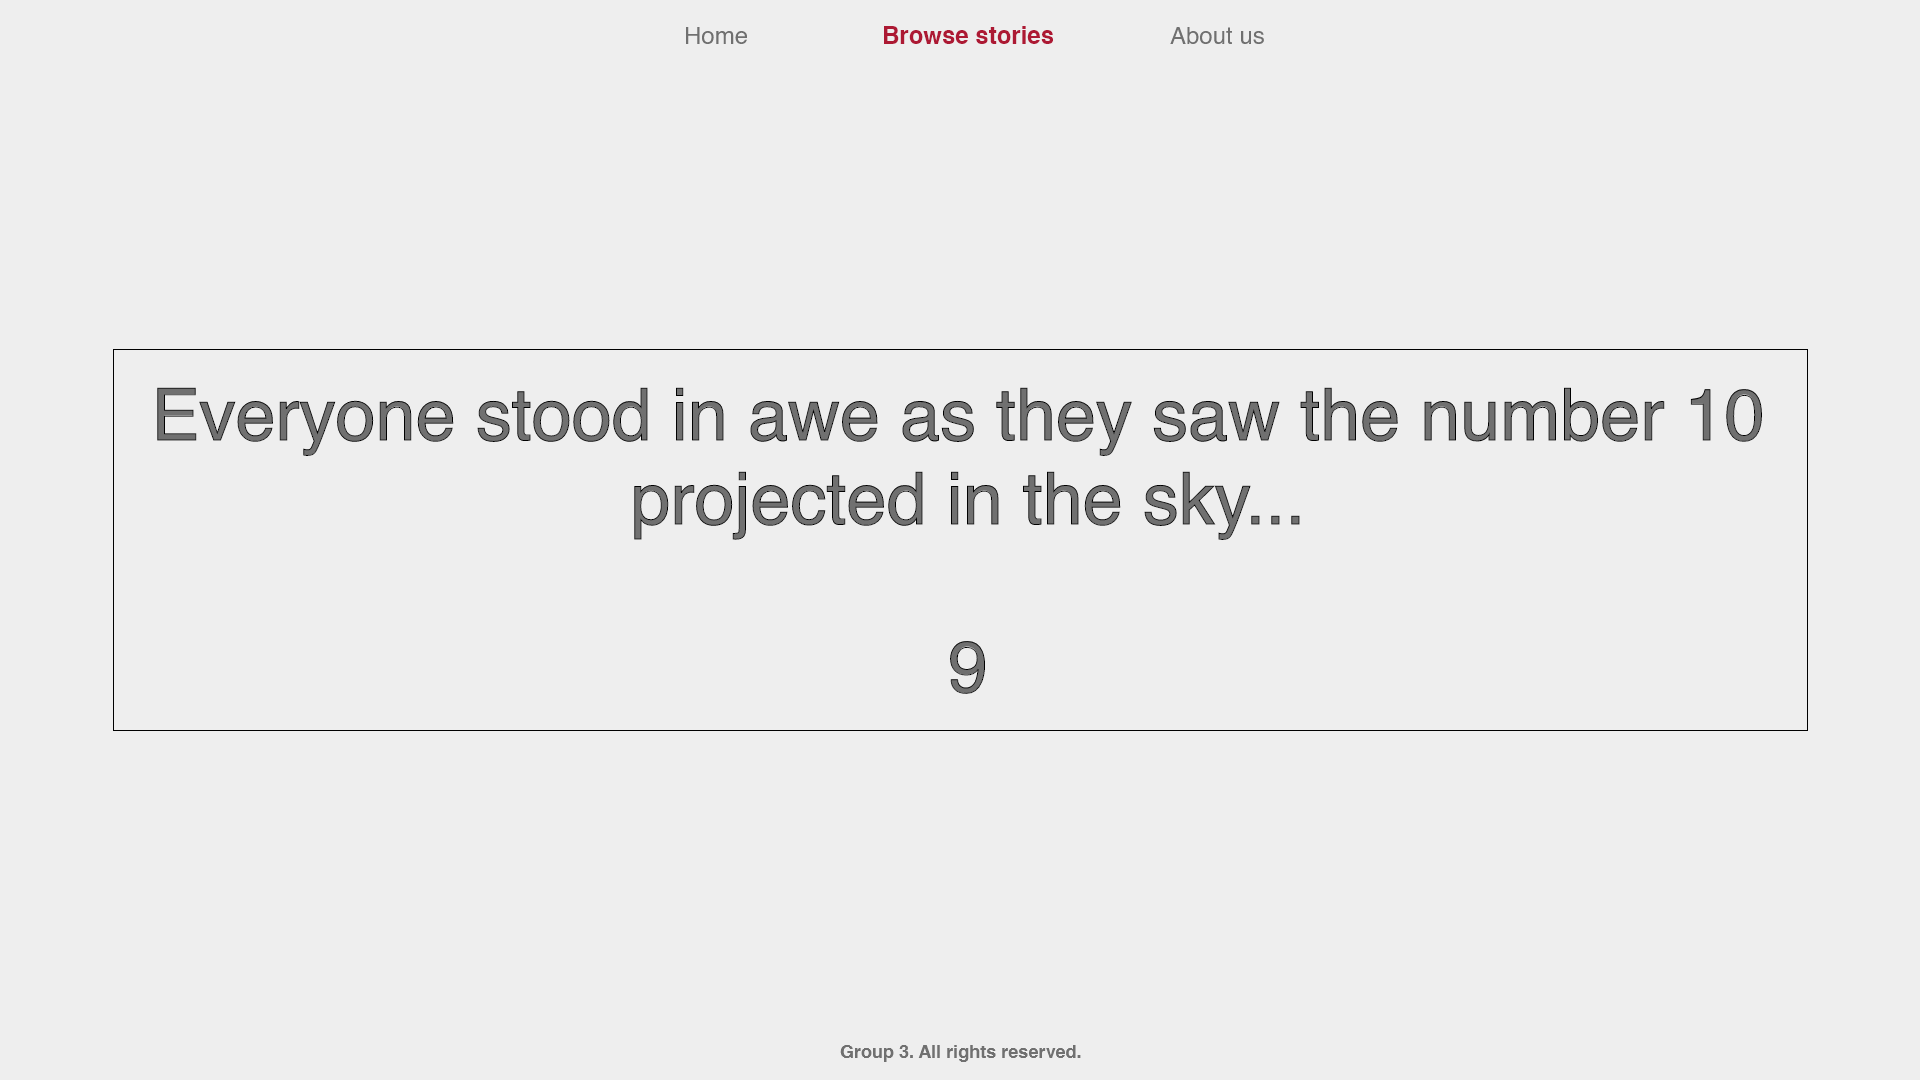 Home Browse stories About us
Everyone stood in awe as they saw the number 10
projected in the sky...
9
Group 3. All rights reserved.